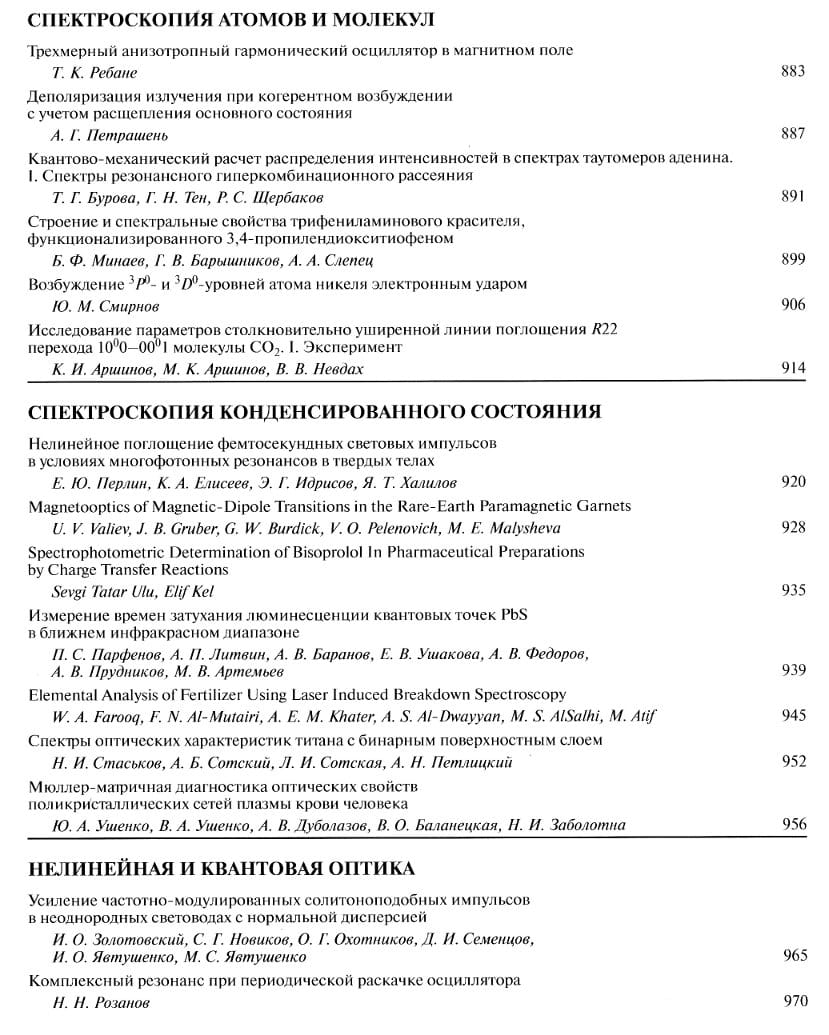 СПЕКТРОСКОПИЯ АТОМОВ И МОЛЕКУЛ
Трехмерный анизотропный гармонический осциллятор в магнитном поле
Т. К. Ребане 883
Деполяризация излучения при когерентном возбуждении
с учетом расщепления основного состояния
А. Г. Петрашень 887
Квантово-механический расчет распределения интенсивностей в спектрах таутомеров аденина.
I. Спектры резонансного гиперкомбинационного рассеяния
Т. Г. Бурова, Г. Н. Тен, Р. С. Щербаков 891
Строение и спектральные свойства трифениламинового красителя,
функционализированного 3,4-пропилендиокситиофеном
Б. Ф. Минаев, Г. В. Барышников, А. А. Слепец 899
Возбуждение ³P⁰- и ³D⁰-уровней атома никеля электронным ударом
Ю. М. Смирнов 906
Исследование параметров столкновительно уширенной линии поглощения R22
перехода 10⁰0–00⁰1 молекулы CO₂. I. Эксперимент
К. И. Аршинов, М. К. Аршинов, В. В. Невдах 914
СПЕКТРОСКОПИЯ КОНДЕНСИРОВАННОГО СОСТОЯНИЯ
Нелинейное поглощение фемтосекундных световых импульсов
в условиях многофотонных резонансов в твердых телах
Е. Ю. Перлин, К. А. Елисеев, Э. Г. Идрисов, Я. Т. Халилов 920
Magnetooptics of Magnetic-Dipole Transitions in the Rare-Earth Paramagnetic Garnets
U. V. Valiev, J. B. Gruber, G. W. Burdick, V. O. Pelenovich, M. E. Malysheva 928
Spectrophotometric Determination of Bisoprolol In Pharmaceutical Preparations
by Charge Transfer Reactions
Sevgi Tatar Ulu, Elif Kel 935
Измерение времен затухания люминесценции квантовых точек PbS
в ближнем инфракрасном диапазоне
П. С. Парфенов, А. П. Литвин, А. В. Баранов, Е. В. Ушакова, А. В. Федоров,
А. В. Прудников, М. В. Артемьев 939
Elemental Analysis of Fertilizer Using Laser Induced Breakdown Spectroscopy
W. A. Farooq, F. N. Al-Mutairi, A. E. M. Khater, A. S. Al-Dwayyan, M. S. AlSalhi, M. Atif 945
Спектры оптических характеристик титана с бинарным поверхностным слоем
Н. И. Стаськов, А. Б. Сотский, Л. И. Сотская, А. Н. Петлицкий 952
Мюллер-матричная диагностика оптических свойств
поликристаллических сетей плазмы крови человека
Ю. А. Ушенко, В. А. Ушенко, А. В. Дуболазов, В. О. Баланецкая, Н. И. Заболотна 956
НЕЛИНЕЙНАЯ И КВАНТОВАЯ ОПТИКА
Усиление частотно-модулированных солитоноподобных импульсов
в неоднородных световодах с нормальной дисперсией
И. О. Золотовский, С. Г. Новиков, О. Г. Охотников, Д. И. Семенцов,
И. О. Явтушенко, М. С. Явтушенко 965
Комплексный резонанс при периодической раскачке осциллятора
Н. Н. Розанов 970